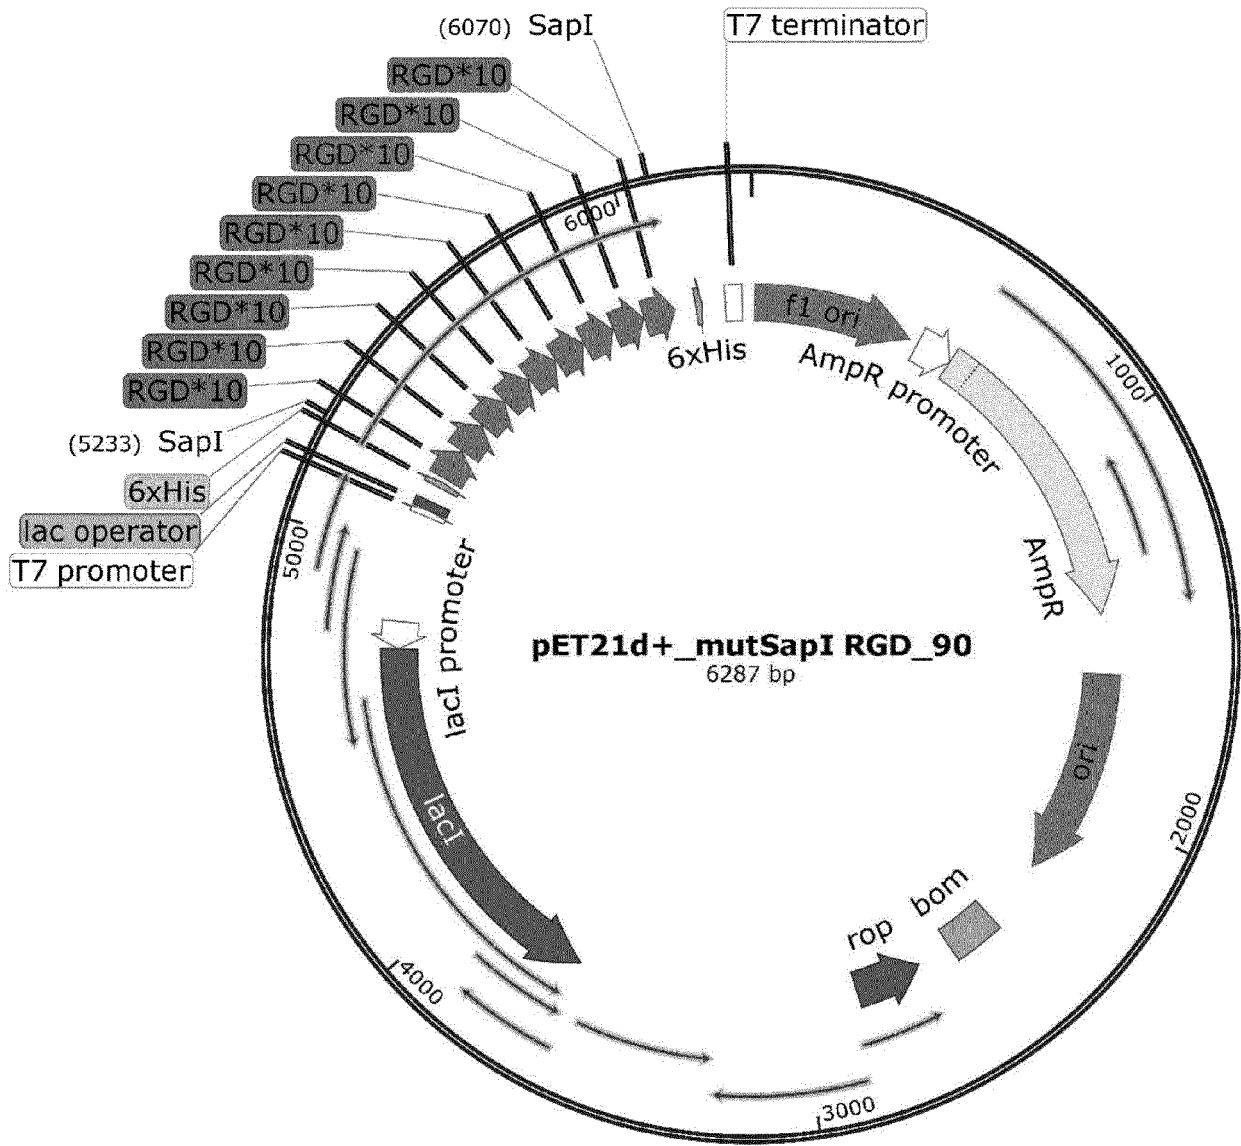 (6070) SapI
T7 terminator
RGD*10
RGD*10
RGD*10
RGD*10
RGD*10
RGD*10
RGD*10
RGD*10
RGD*10
(5233) SapI
6xHis
lac operator
T7 promoter
6000
6xHis
f1 ori
AmpR promoter
1000
AmpR
5000
lacI promoter
pET21d+_mutSapI RGD_90
6287 bp
ori
lacI
2000
bom
rop
4000
3000